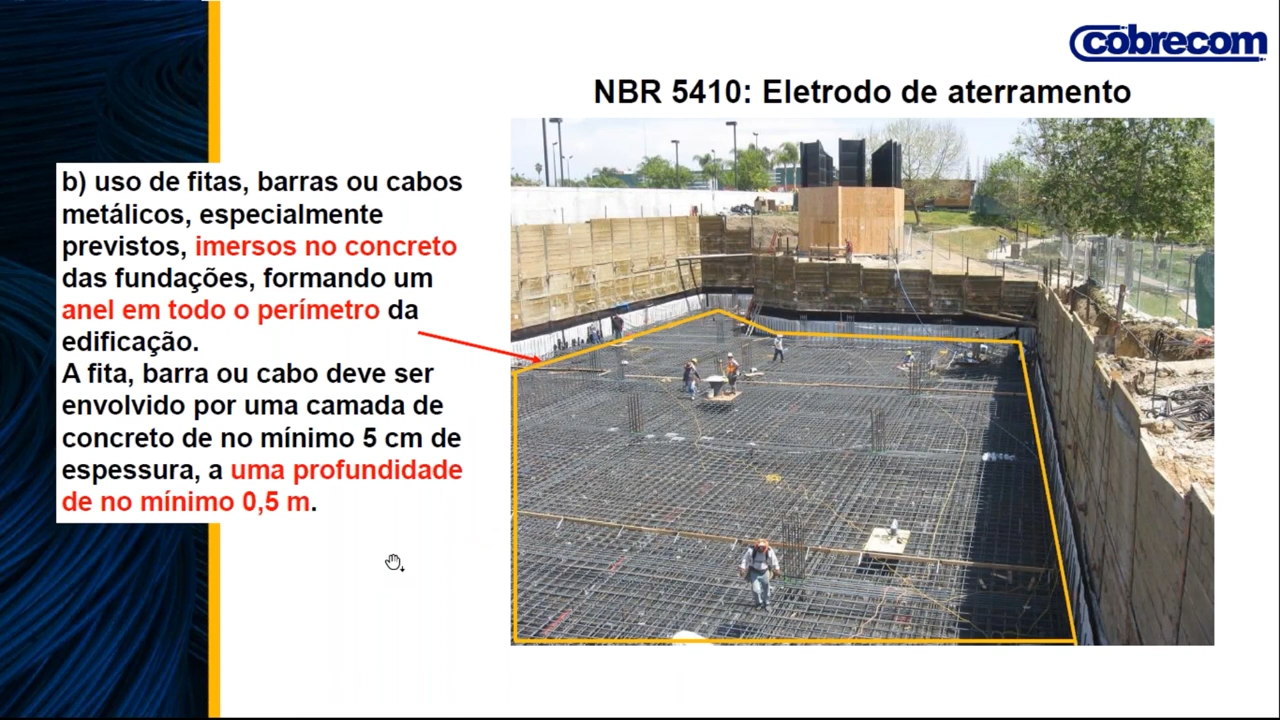 cobrecom
NBR 5410: Eletrodo de aterramento
b) uso de fitas, barras ou cabos
metálicos, especialmente
previstos, imersos no concreto
das fundações, formando um
anel em todo o perímetro da
edificação.
A fita, barra ou cabo deve ser
envolvido por uma camada de
concreto de no mínimo 5 cm de
espessura, a uma profundidade
de no mínimo 0,5 m.